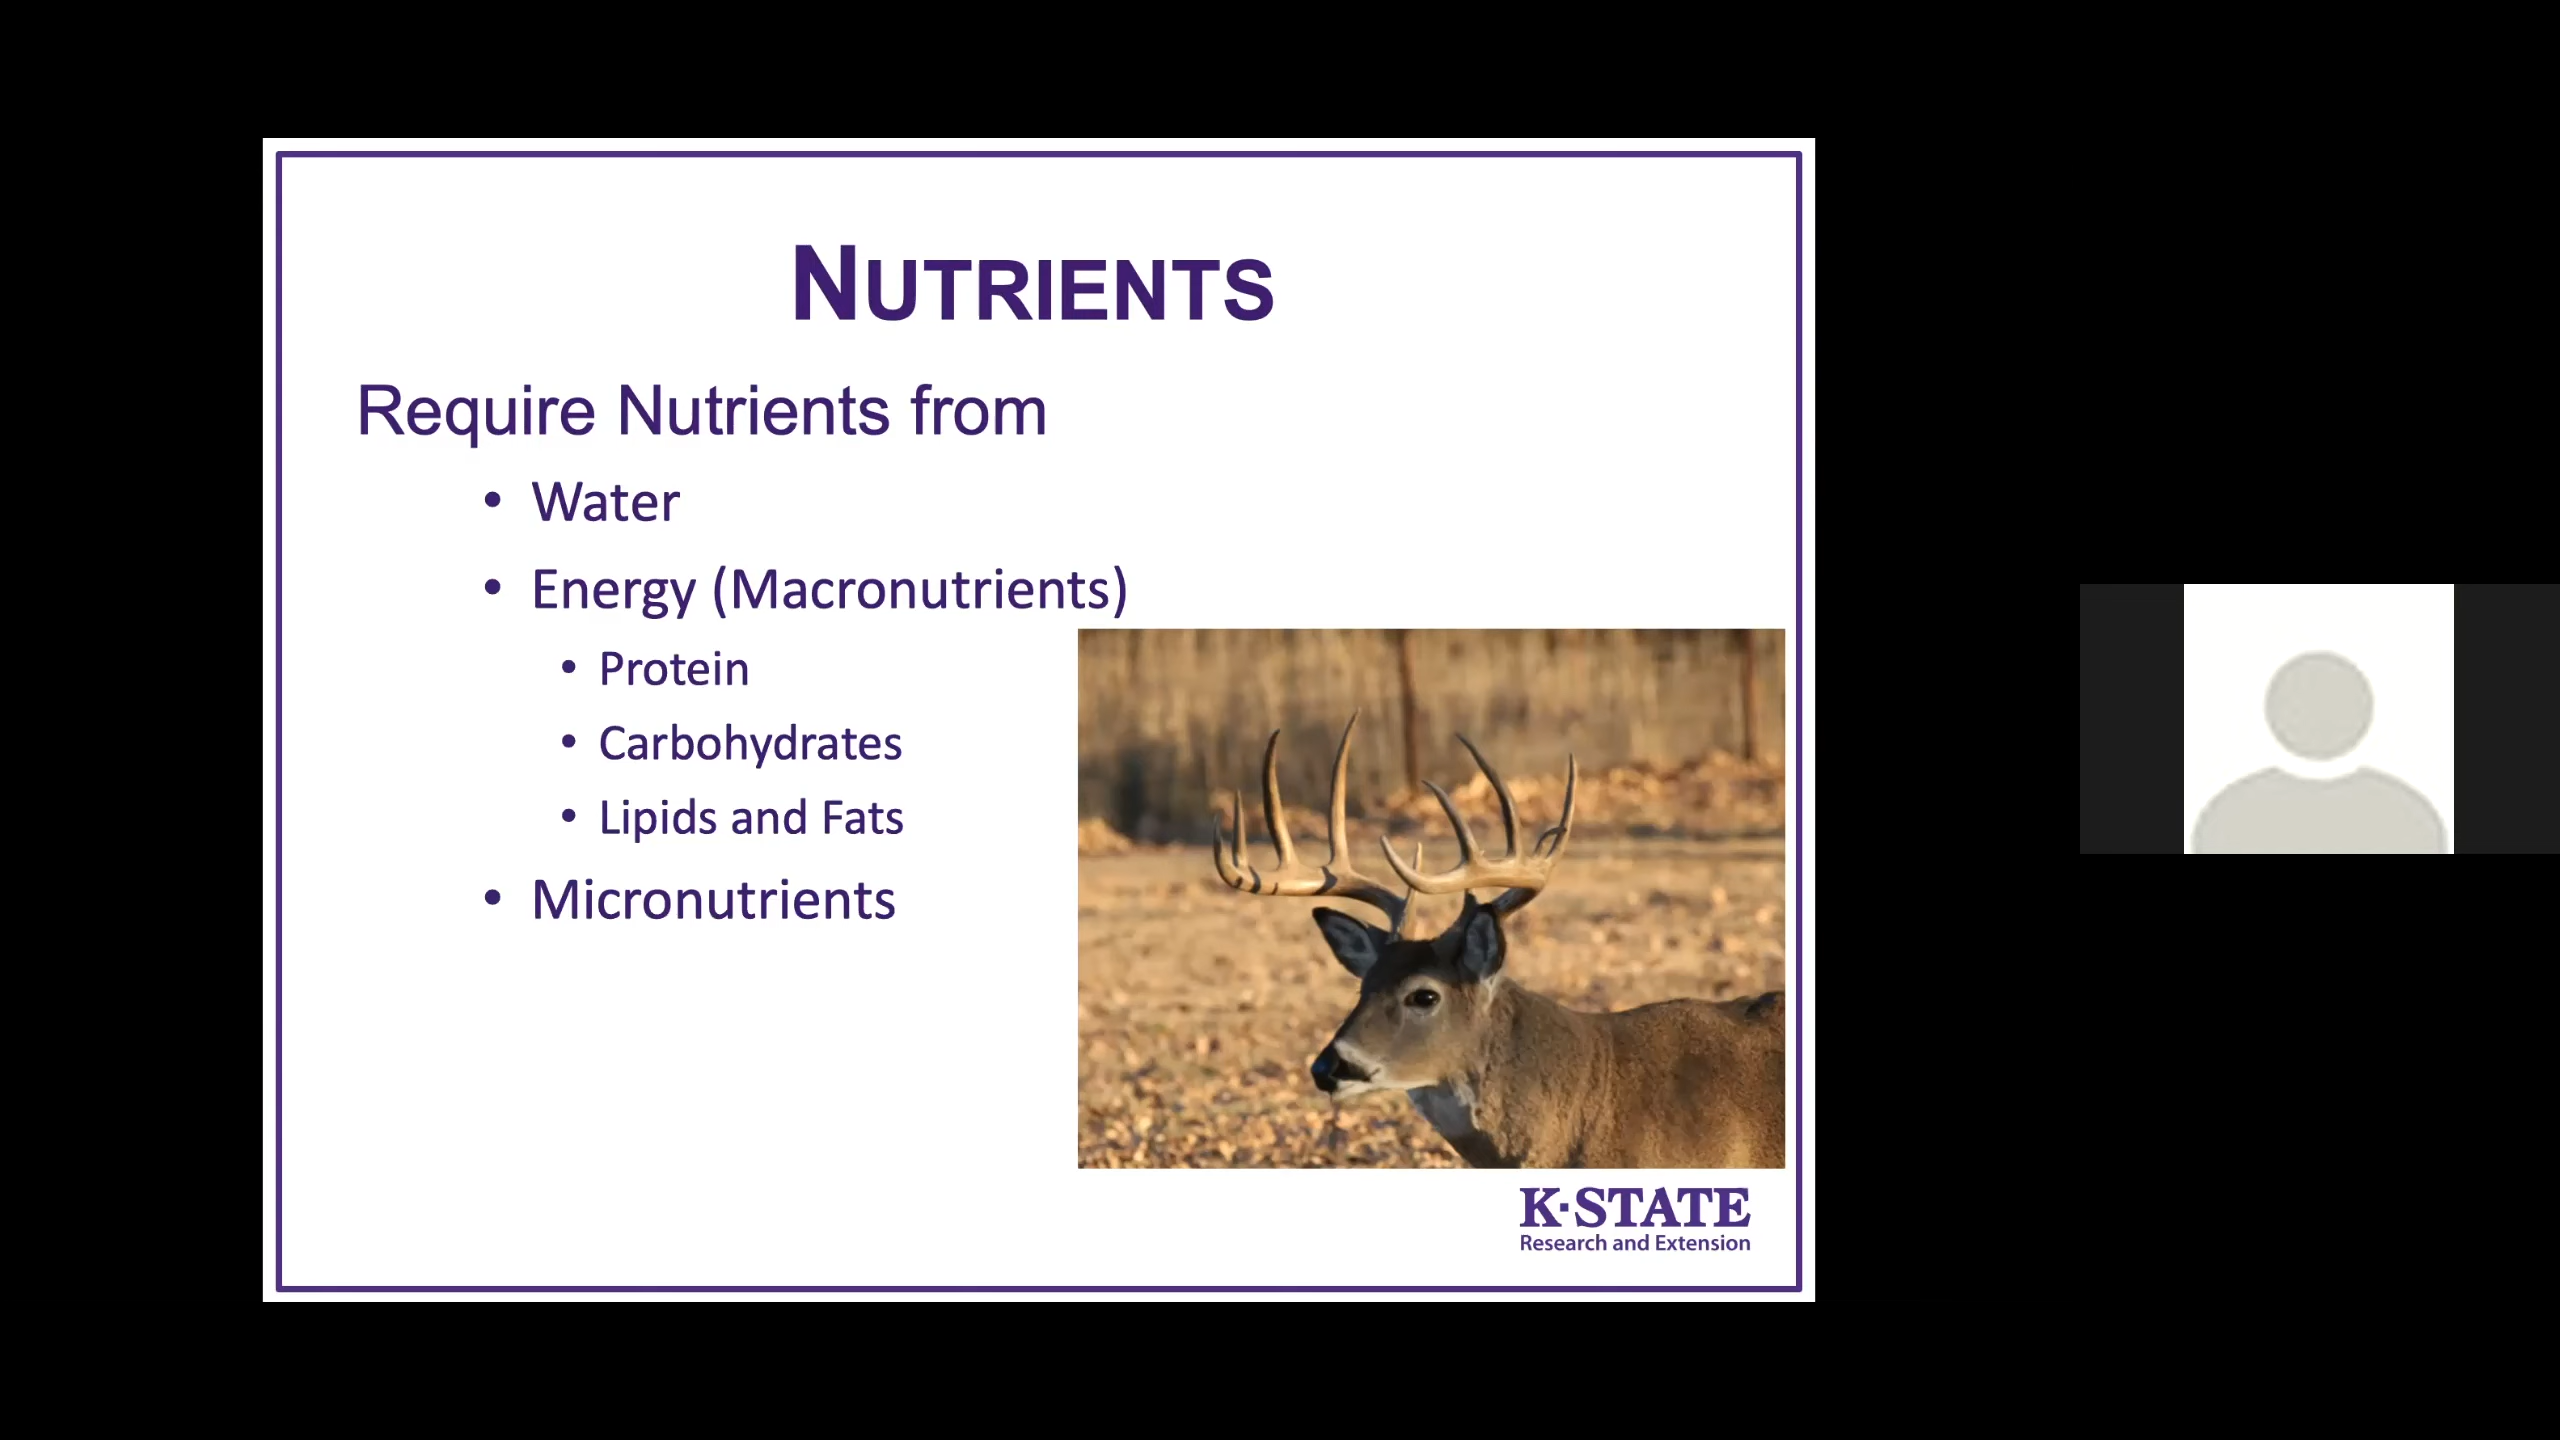 NUTRIENTS
Require Nutrients from
• Water
• Energy (Macronutrients)
• Protein
• Carbohydrates
• Lipids and Fats
• Micronutrients
K·STATE
Research and Extension